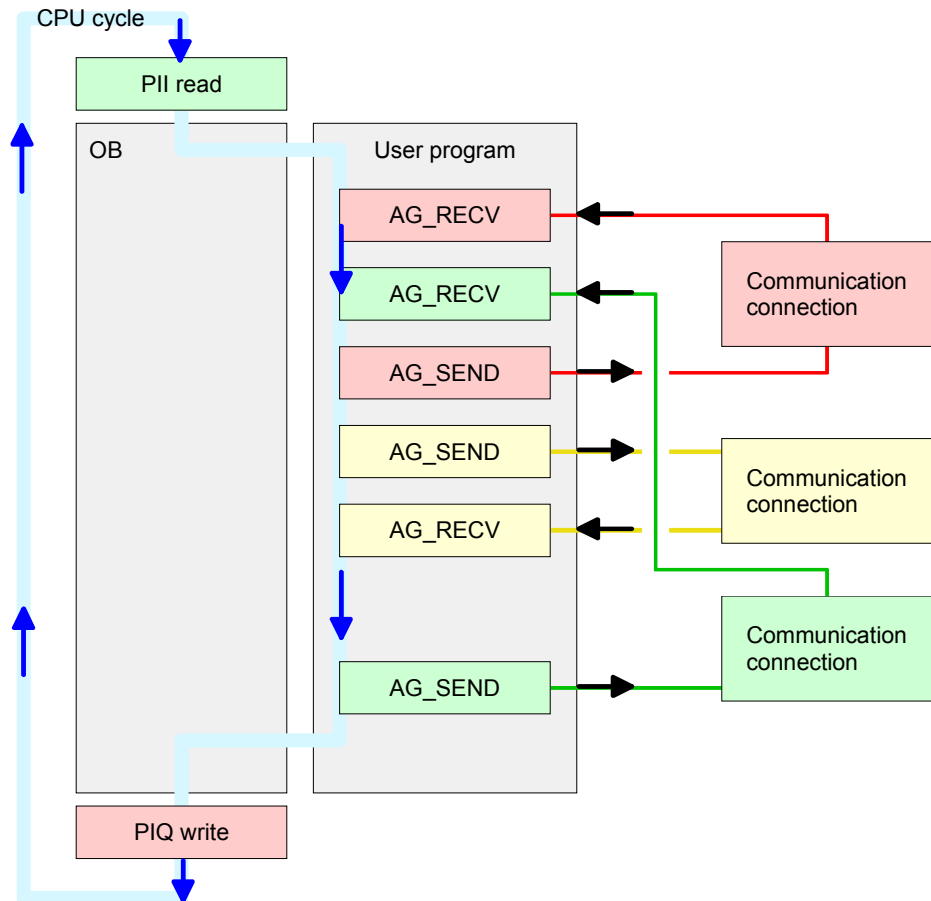 CPU cycle
PII read
OB
User program
AG_RECV
AG_RECV
AG_SEND
AG_SEND
AG_RECV
AG_SEND
Communication
connection
Communication
connection
Communication
connection
PIQ write